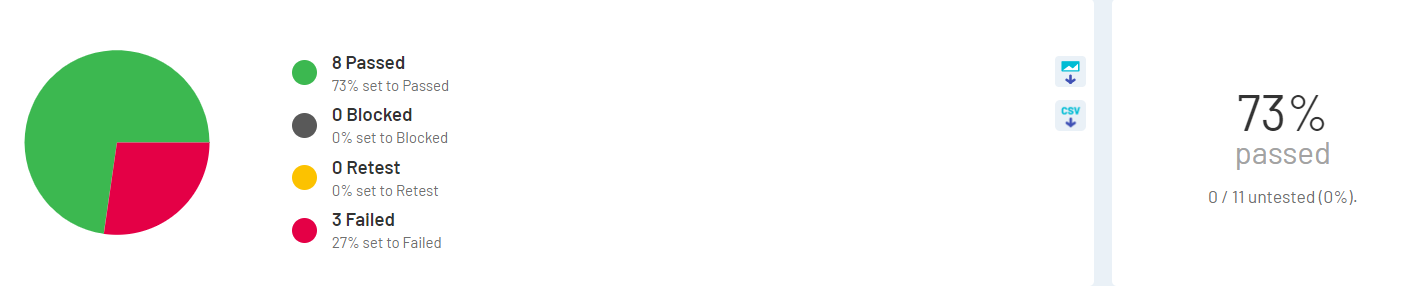 8 Passed
73% set to Passed
0 Blocked
0% set to Blocked
0 Retest
0% set to Retest
3 Failed
27% set to Failed
CSV
73%
passed
0 / 11 untested (0%).